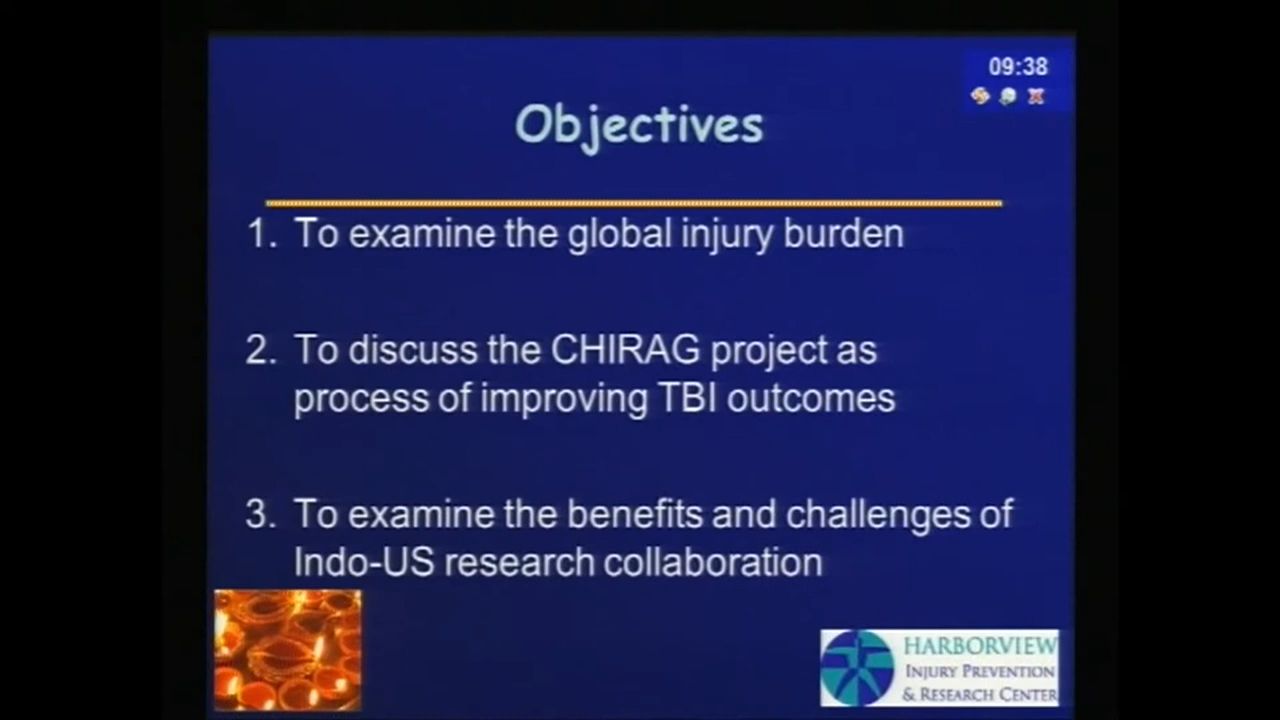 09:38
Objectives
1. To examine the global injury burden
2. To discuss the CHIRAG project as
process of improving TBI outcomes
3. To examine the benefits and challenges of
Indo-US research collaboration
HARBORVIEW
INJURY PREVENTION
& RESEARCH CENTER